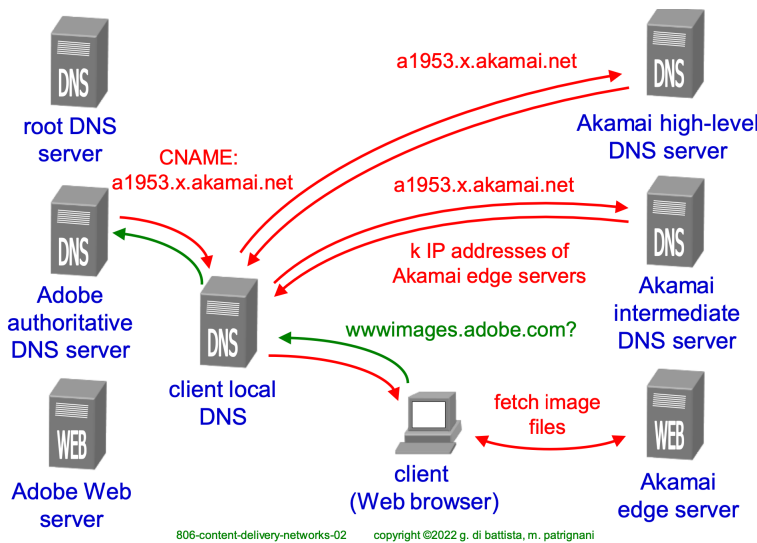 DNS
root DNS
server
a1953.x.akamai.net
DNS
Akamai high-level
DNS server
CNAME:
a1953.x.akamai.net
DNS
Adobe
authoritative
DNS server
a1953.x.akamai.net
k IP addresses of
Akamai edge servers
DNS
Akamai
intermediate
DNS server
DNS
client local
DNS
wwwimages.adobe.com?
WEB
Adobe Web
server
client
(Web browser)
fetch image
files
WEB
Akamai
edge server
806-content-delivery-networks-02
copyright ©2022 g. di battista, m. patrignani